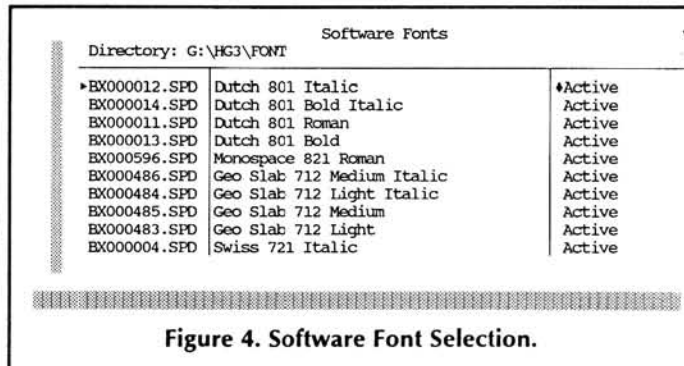 Software Fonts
Directory: G:\HG3\FONT
▸BX000012.SPD Dutch 801 Italic ♦Active
BX000014.SPD Dutch 801 Bold Italic Active
BX000011.SPD Dutch 801 Roman Active
BX000013.SPD Dutch 801 Bold Active
BX000596.SPD Monospace 821 Roman Active
BX000486.SPD Geo Slab 712 Medium Italic Active
BX000484.SPD Geo Slab 712 Light Italic Active
BX000485.SPD Geo Slab 712 Medium Active
BX000483.SPD Geo Slab 712 Light Active
BX000004.SPD Swiss 721 Italic Active
Figure 4. Software Font Selection.